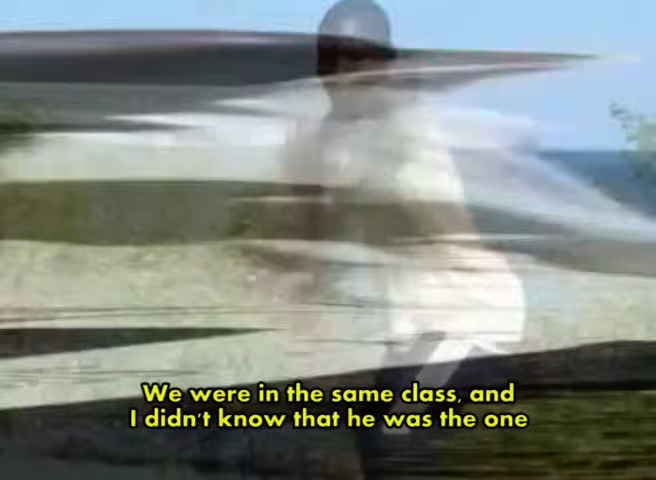 We were in the same class, and
I didn't know that he was the one